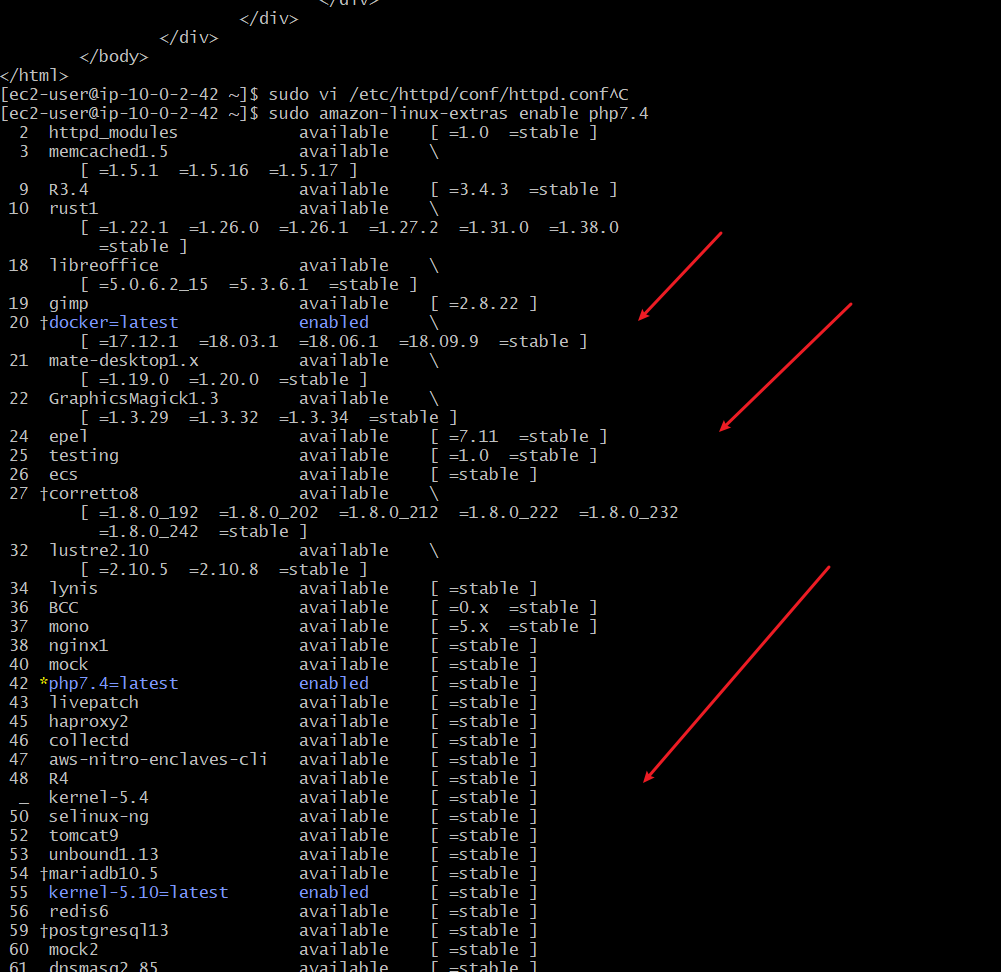 </div>
</div>
</div>
</body>
</html>
[ec2-user@ip-10-0-2-42 ~]$ sudo vi /etc/httpd/conf/httpd.conf^C
[ec2-user@ip-10-0-2-42 ~]$ sudo amazon-linux-extras enable php7.4
2 httpd_modules available [ =1.0 =stable ]
3 memcached1.5 available \
[ =1.5.1 =1.5.16 =1.5.17 ]
9 R3.4 available [ =3.4.3 =stable ]
10 rust1 available \
[ =1.22.1 =1.26.0 =1.26.1 =1.27.2 =1.31.0 =1.38.0
=stable ]
18 libreoffice available \
[ =5.0.6.2_15 =5.3.6.1 =stable ]
19 gimp available [ =2.8.22 ]
20 †docker=latest enabled \
[ =17.12.1 =18.03.1 =18.06.1 =18.09.9 =stable ]
21 mate-desktop1.x available \
[ =1.19.0 =1.20.0 =stable ]
22 GraphicsMagick1.3 available \
[ =1.3.29 =1.3.32 =1.3.34 =stable ]
24 epel available [ =7.11 =stable ]
25 testing available [ =1.0 =stable ]
26 ecs available [ =stable ]
27 †corretto8 available \
[ =1.8.0_192 =1.8.0_202 =1.8.0_212 =1.8.0_222 =1.8.0_232
=1.8.0_242 =stable ]
32 lustre2.10 available \
[ =2.10.5 =2.10.8 =stable ]
34 lynis available [ =stable ]
36 BCC available [ =0.x =stable ]
37 mono available [ =5.x =stable ]
38 nginx1 available [ =stable ]
40 mock available [ =stable ]
42 *php7.4=latest enabled [ =stable ]
43 livepatch available [ =stable ]
45 haproxy2 available [ =stable ]
46 collectd available [ =stable ]
47 aws-nitro-enclaves-cli available [ =stable ]
48 R4 available [ =stable ]
_ kernel-5.4 available [ =stable ]
50 selinux-ng available [ =stable ]
52 tomcat9 available [ =stable ]
53 unbound1.13 available [ =stable ]
54 †mariadb10.5 available [ =stable ]
55 kernel-5.10=latest enabled [ =stable ]
56 redis6 available [ =stable ]
59 †postgresql13 available [ =stable ]
60 mock2 available [ =stable ]
61 dnsmasq2.85 available [ =stable ]